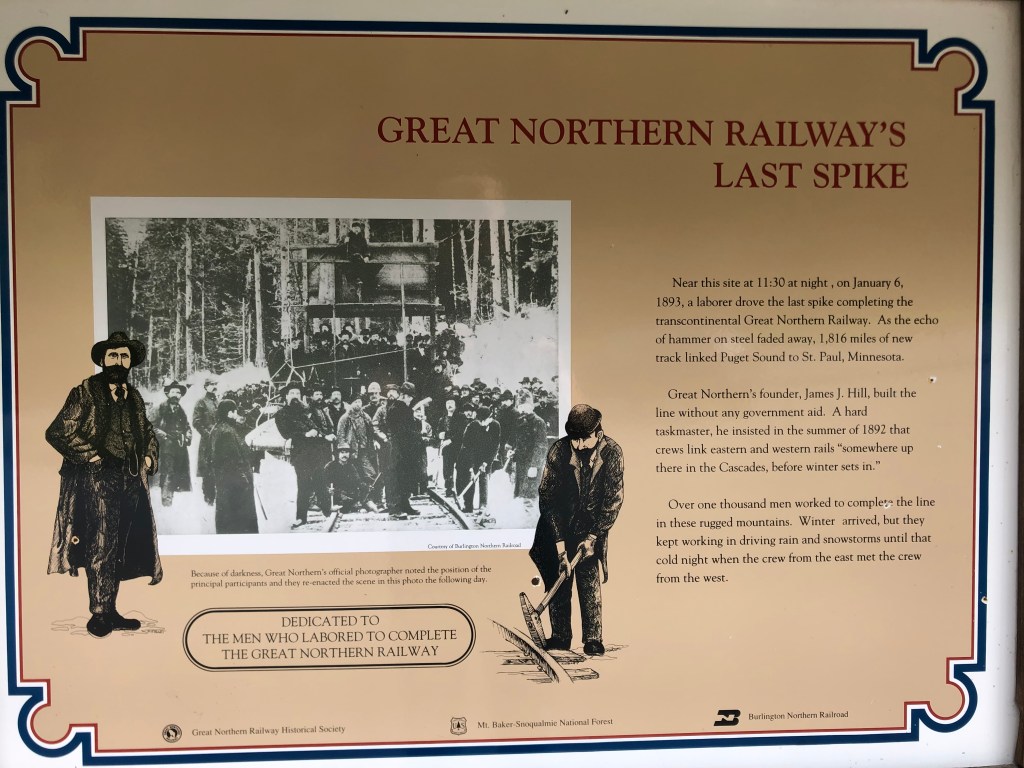 GREAT NORTHERN RAILWAY'S
LAST SPIKE
Near this site at 11:30 at night , on January 6,
1893, a laborer drove the last spike completing the
transcontinental Great Northern Railway. As the echo
of hammer on steel faded away, 1,816 miles of new
track linked Puget Sound to St. Paul, Minnesota.
Great Northern's founder, James J. Hill, built the
line without any government aid. A hard
taskmaster, he insisted in the summer of 1892 that
crews link eastern and western rails "somewhere up
there in the Cascades, before winter sets in."
Over one thousand men worked to complete the line
in these rugged mountains. Winter arrived, but they
kept working in driving rain and snowstorms until that
cold night when the crew from the east met the crew
from the west.
Courtesy of Burlington Northern Railroad
Because of darkness, Great Northern's official photographer noted the position of the
principal participants and they re-enacted the scene in this photo the following day.
DEDICATED TO
THE MEN WHO LABORED TO COMPLETE
THE GREAT NORTHERN RAILWAY
Great Northern Railway Historical Society
Mt. Baker-Snoqualmie National Forest
Burlington Northern Railroad